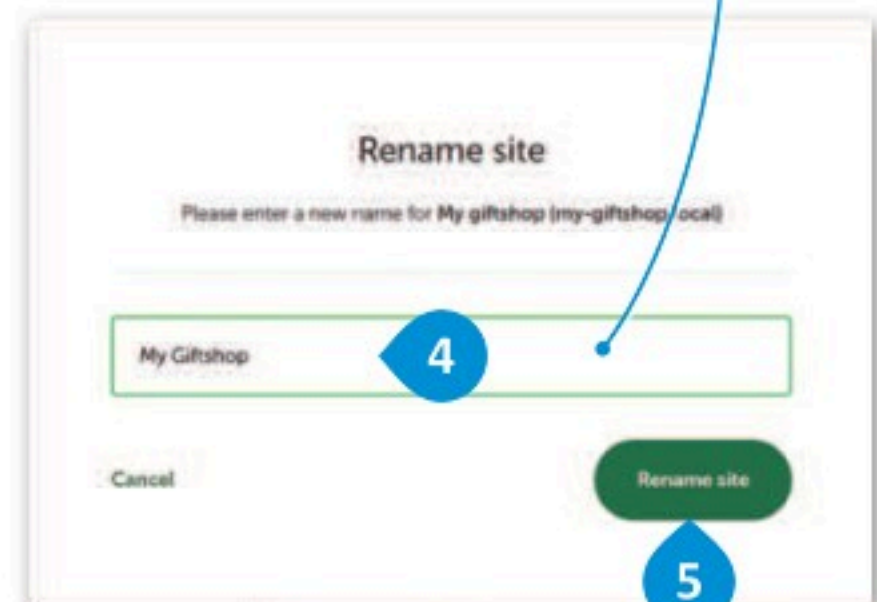 Rename site
Please enter a new name for My giftshop (my-giftshop.local)
My Giftshop
4
Cancel
Rename site
5